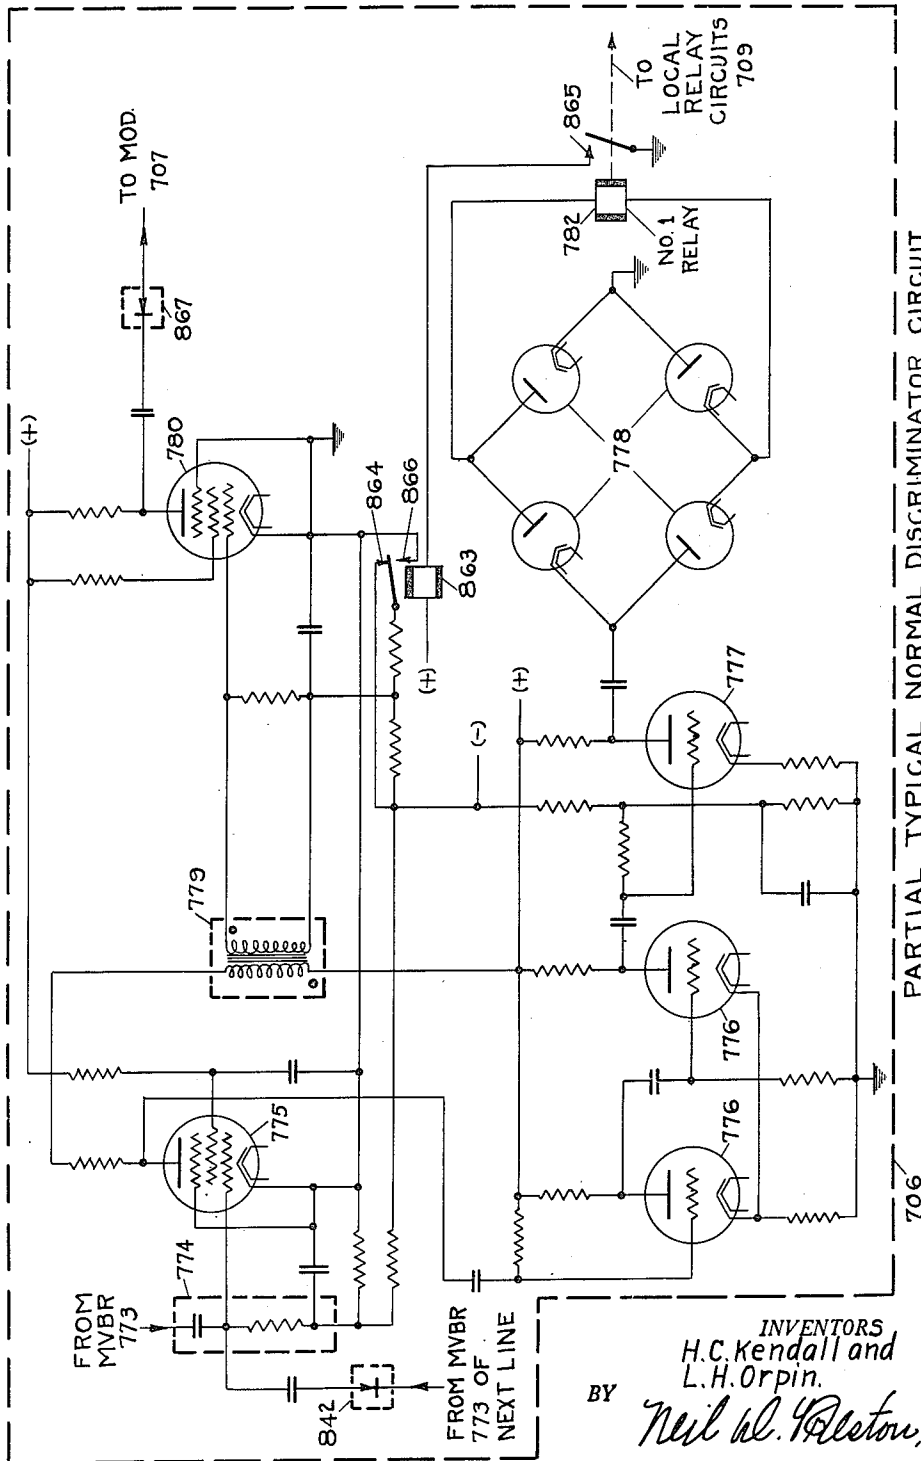 (+)
TO MOD.
707
867
780
779
775
774
FROM
MVBR
773
842
FROM MVBR
773 OF
NEXT LINE
864
866
863
(+)
(-)
(+)
865
TO
LOCAL
RELAY
CIRCUITS
709
782
NO. 1
RELAY
778
777
776
776
706
PARTIAL TYPICAL NORMAL DISCRIMINATOR CIRCUIT
INVENTORS
H.C. Kendall and
L.H. Orpin.
BY
Neil W.